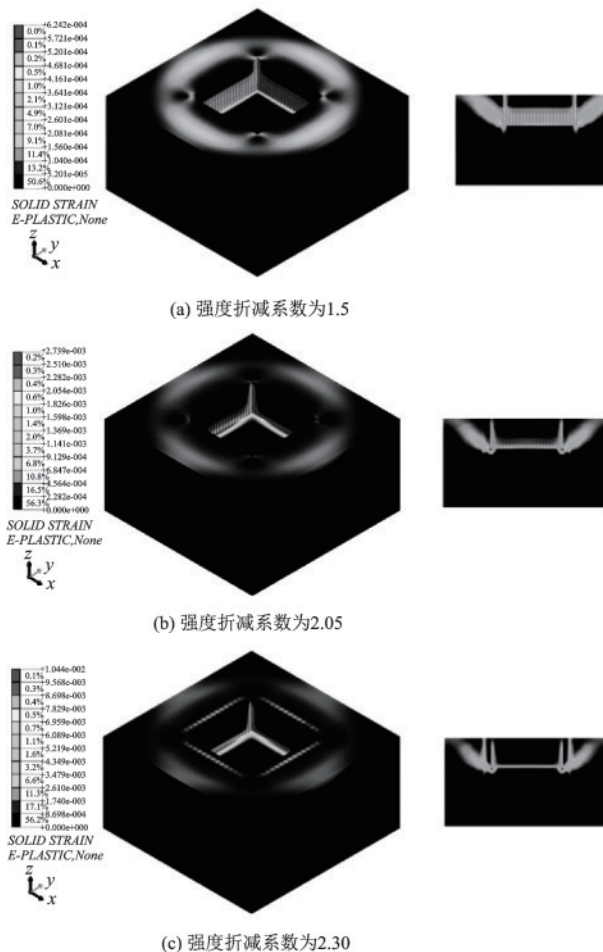 +6.242e-004
0.0%
+5.721e-004
0.1%
+5.201e-004
0.2%
+4.681e-004
0.5%
+4.161e-004
1.0%
+3.641e-004
2.1%
+3.121e-004
4.9%
+2.601e-004
7.0%
+2.081e-004
9.1%
+1.560e-004
11.4%
+1.040e-004
13.2%
+5.201e-005
50.6%
+0.000e+000
SOLID STRAIN
E-PLASTIC,None
z
y
x
(a) 强度折减系数为1.5
+2.739e-003
0.2%
+2.510e-003
0.3%
+2.282e-003
0.4%
+2.054e-003
0.6%
+1.826e-003
1.0%
+1.598e-003
1.4%
+1.369e-003
2.0%
+1.141e-003
3.7%
+9.129e-004
6.8%
+6.847e-004
10.8%
+4.564e-004
16.5%
+2.282e-004
56.3%
+0.000e+000
SOLID STRAIN
E-PLASTIC,None
z
y
x
(b) 强度折减系数为2.05
+1.044e-002
0.1%
+9.568e-003
0.3%
+8.698e-003
0.4%
+7.829e-003
0.5%
+6.959e-003
0.7%
+6.089e-003
1.1%
+5.219e-003
1.6%
+4.349e-003
3.2%
+3.479e-003
6.6%
+2.610e-003
11.3%
+1.740e-003
17.1%
+8.698e-004
56.2%
+0.000e+000
SOLID STRAIN
E-PLASTIC,None
z
y
x
(c) 强度折减系数为2.30